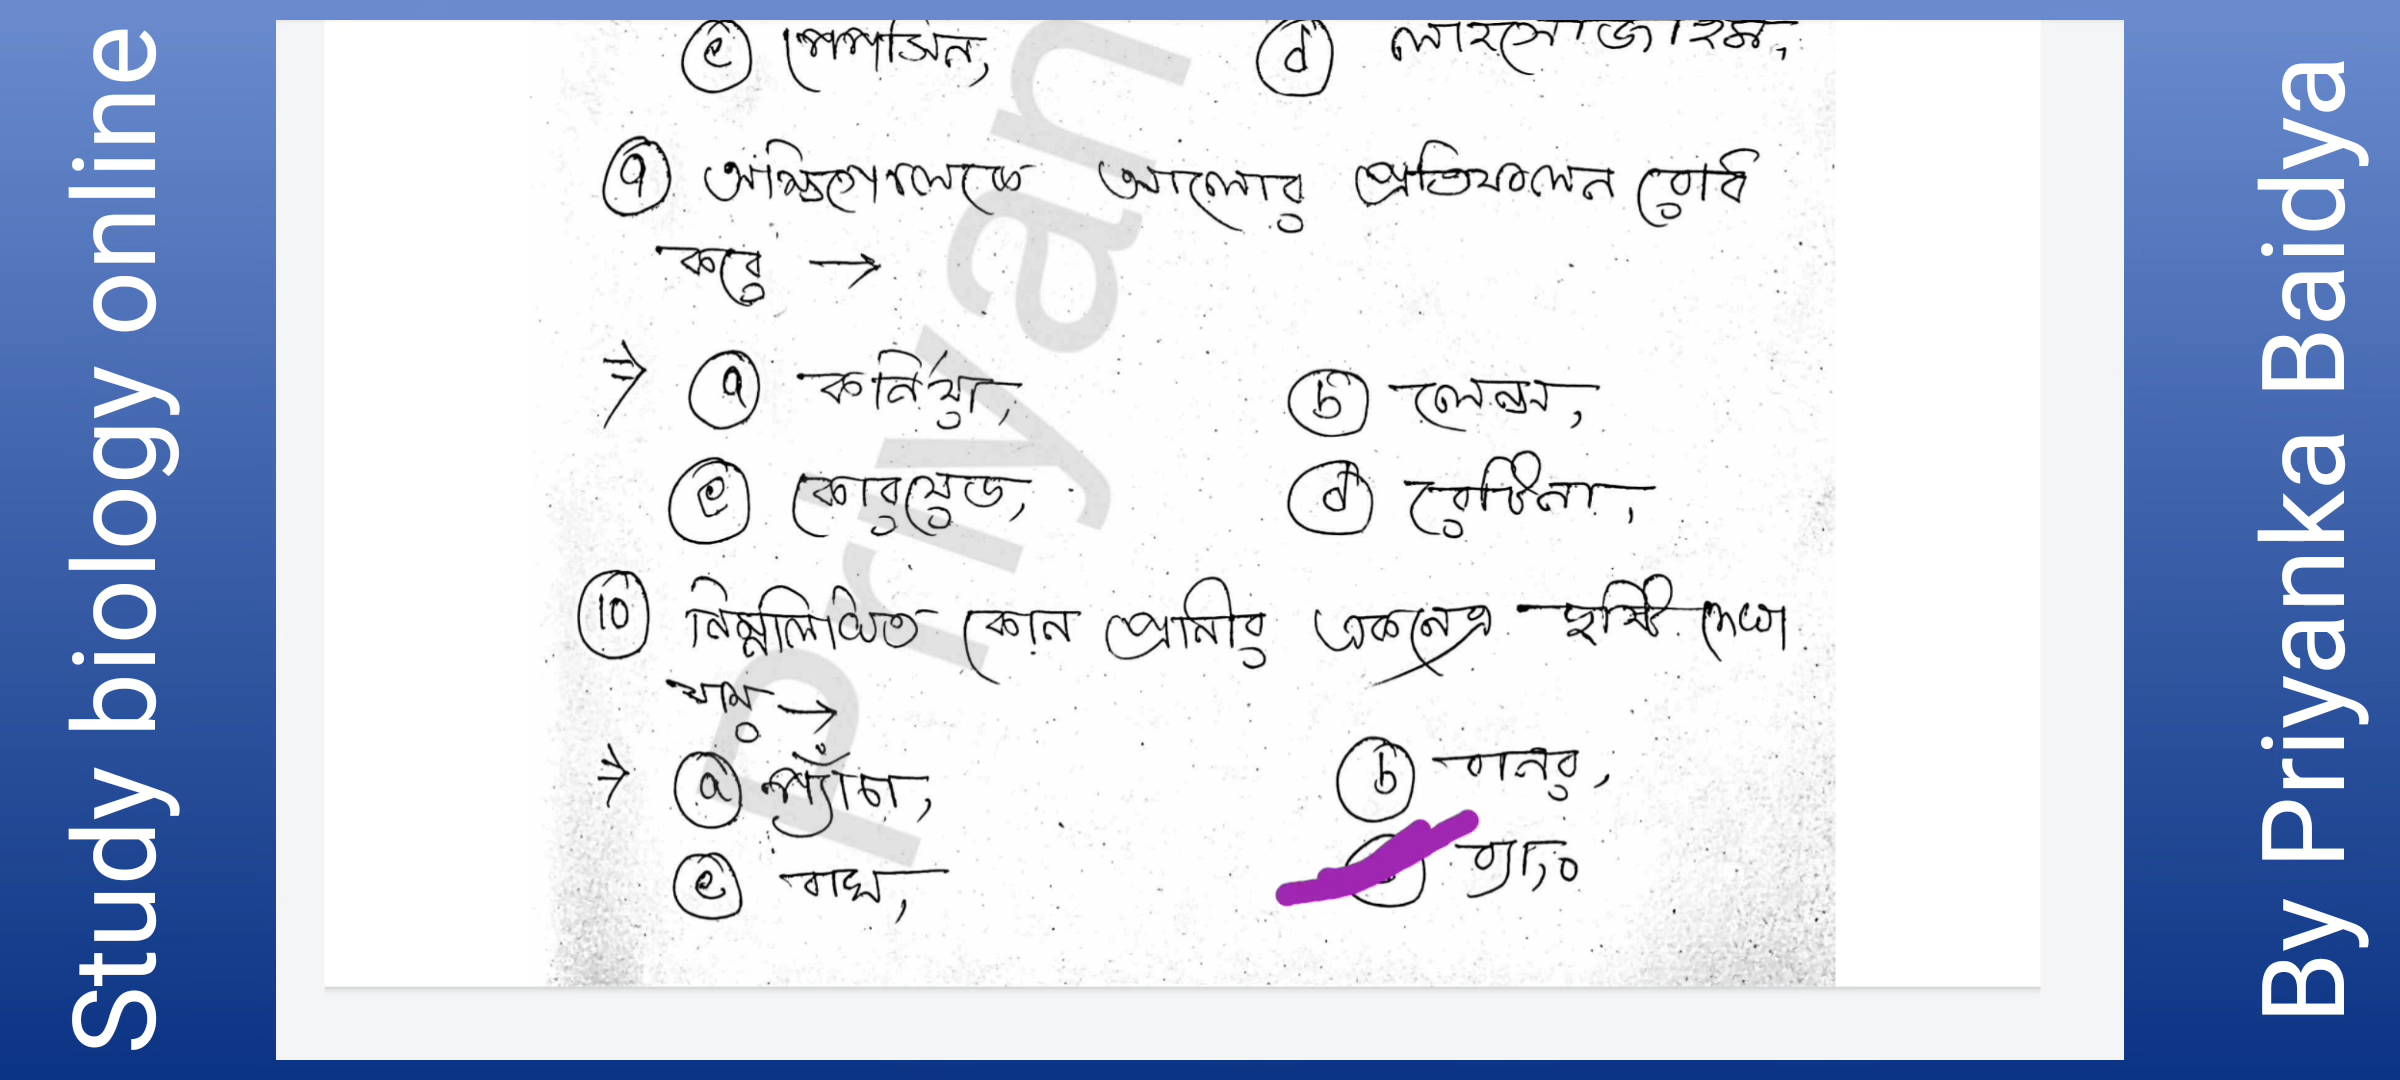 Study biology online
ⓒ পেপসিন, ⓓ লাইসোজাইম,
⑨ অক্ষিগোলকে আলোর প্রতিফলন রোধ
করে →
⇒ ⓐ কর্নিয়া, ⓑ লেন্স,
ⓒ কোরয়েড, ⓓ রেটিনা,
⑩ নিম্নলিখিত কোন প্রানীর একনেত্র দৃষ্টি দেখা
যায় →
⇒ ⓐ প্যাঁচা, ⓑ বানর,
ⓒ বাঘ, ব্যাঙ
Priyan
By Priyanka Baidya